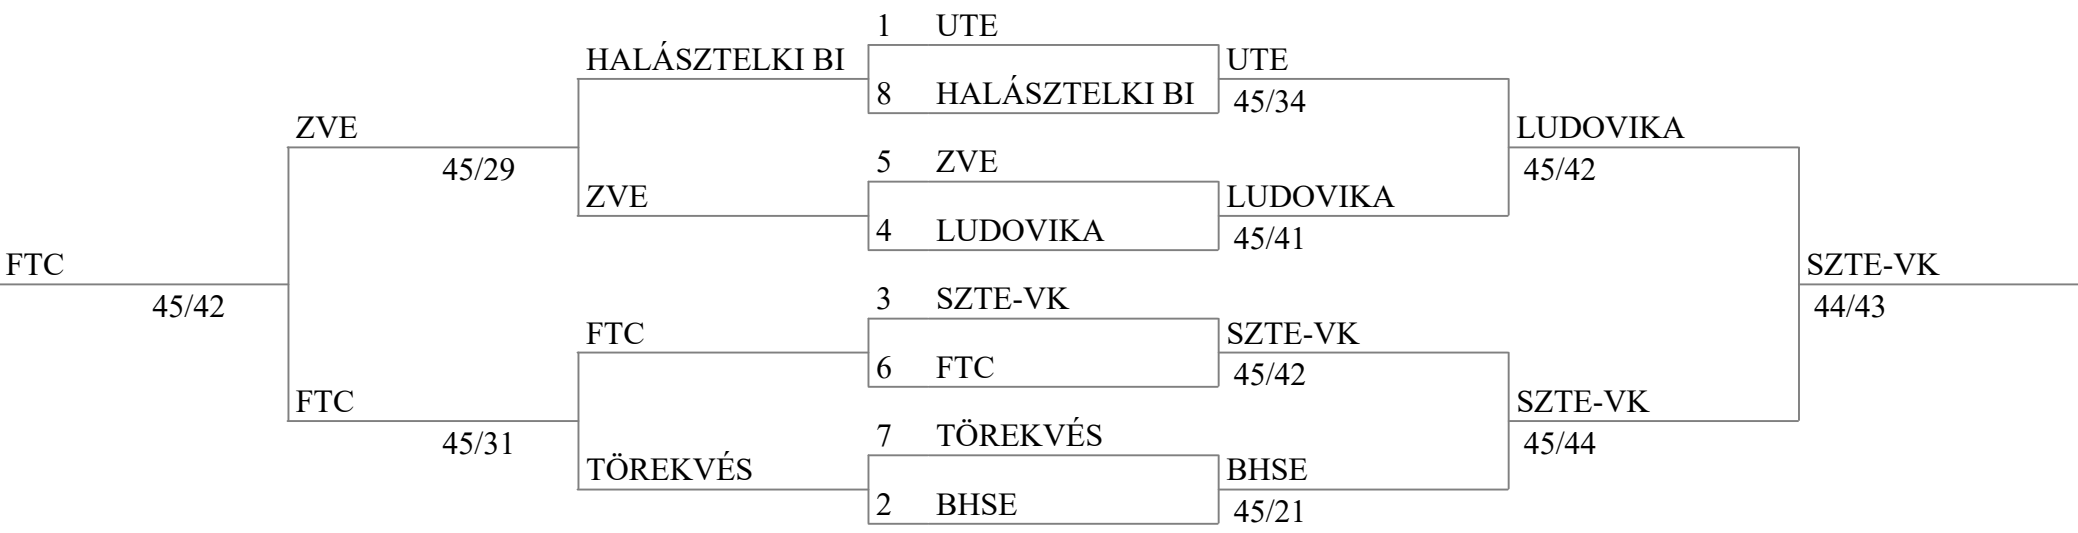 1 UTE
HALÁSZTELKI BI
UTE
8 HALÁSZTELKI BI
45/34
ZVE
LUDOVIKA
5 ZVE
45/29
45/42
ZVE
LUDOVIKA
4 LUDOVIKA
45/41
FTC
SZTE-VK
3 SZTE-VK
45/42
44/43
FTC
SZTE-VK
6 FTC
45/42
FTC
SZTE-VK
7 TÖREKVÉS
45/31
45/44
TÖREKVÉS
BHSE
2 BHSE
45/21